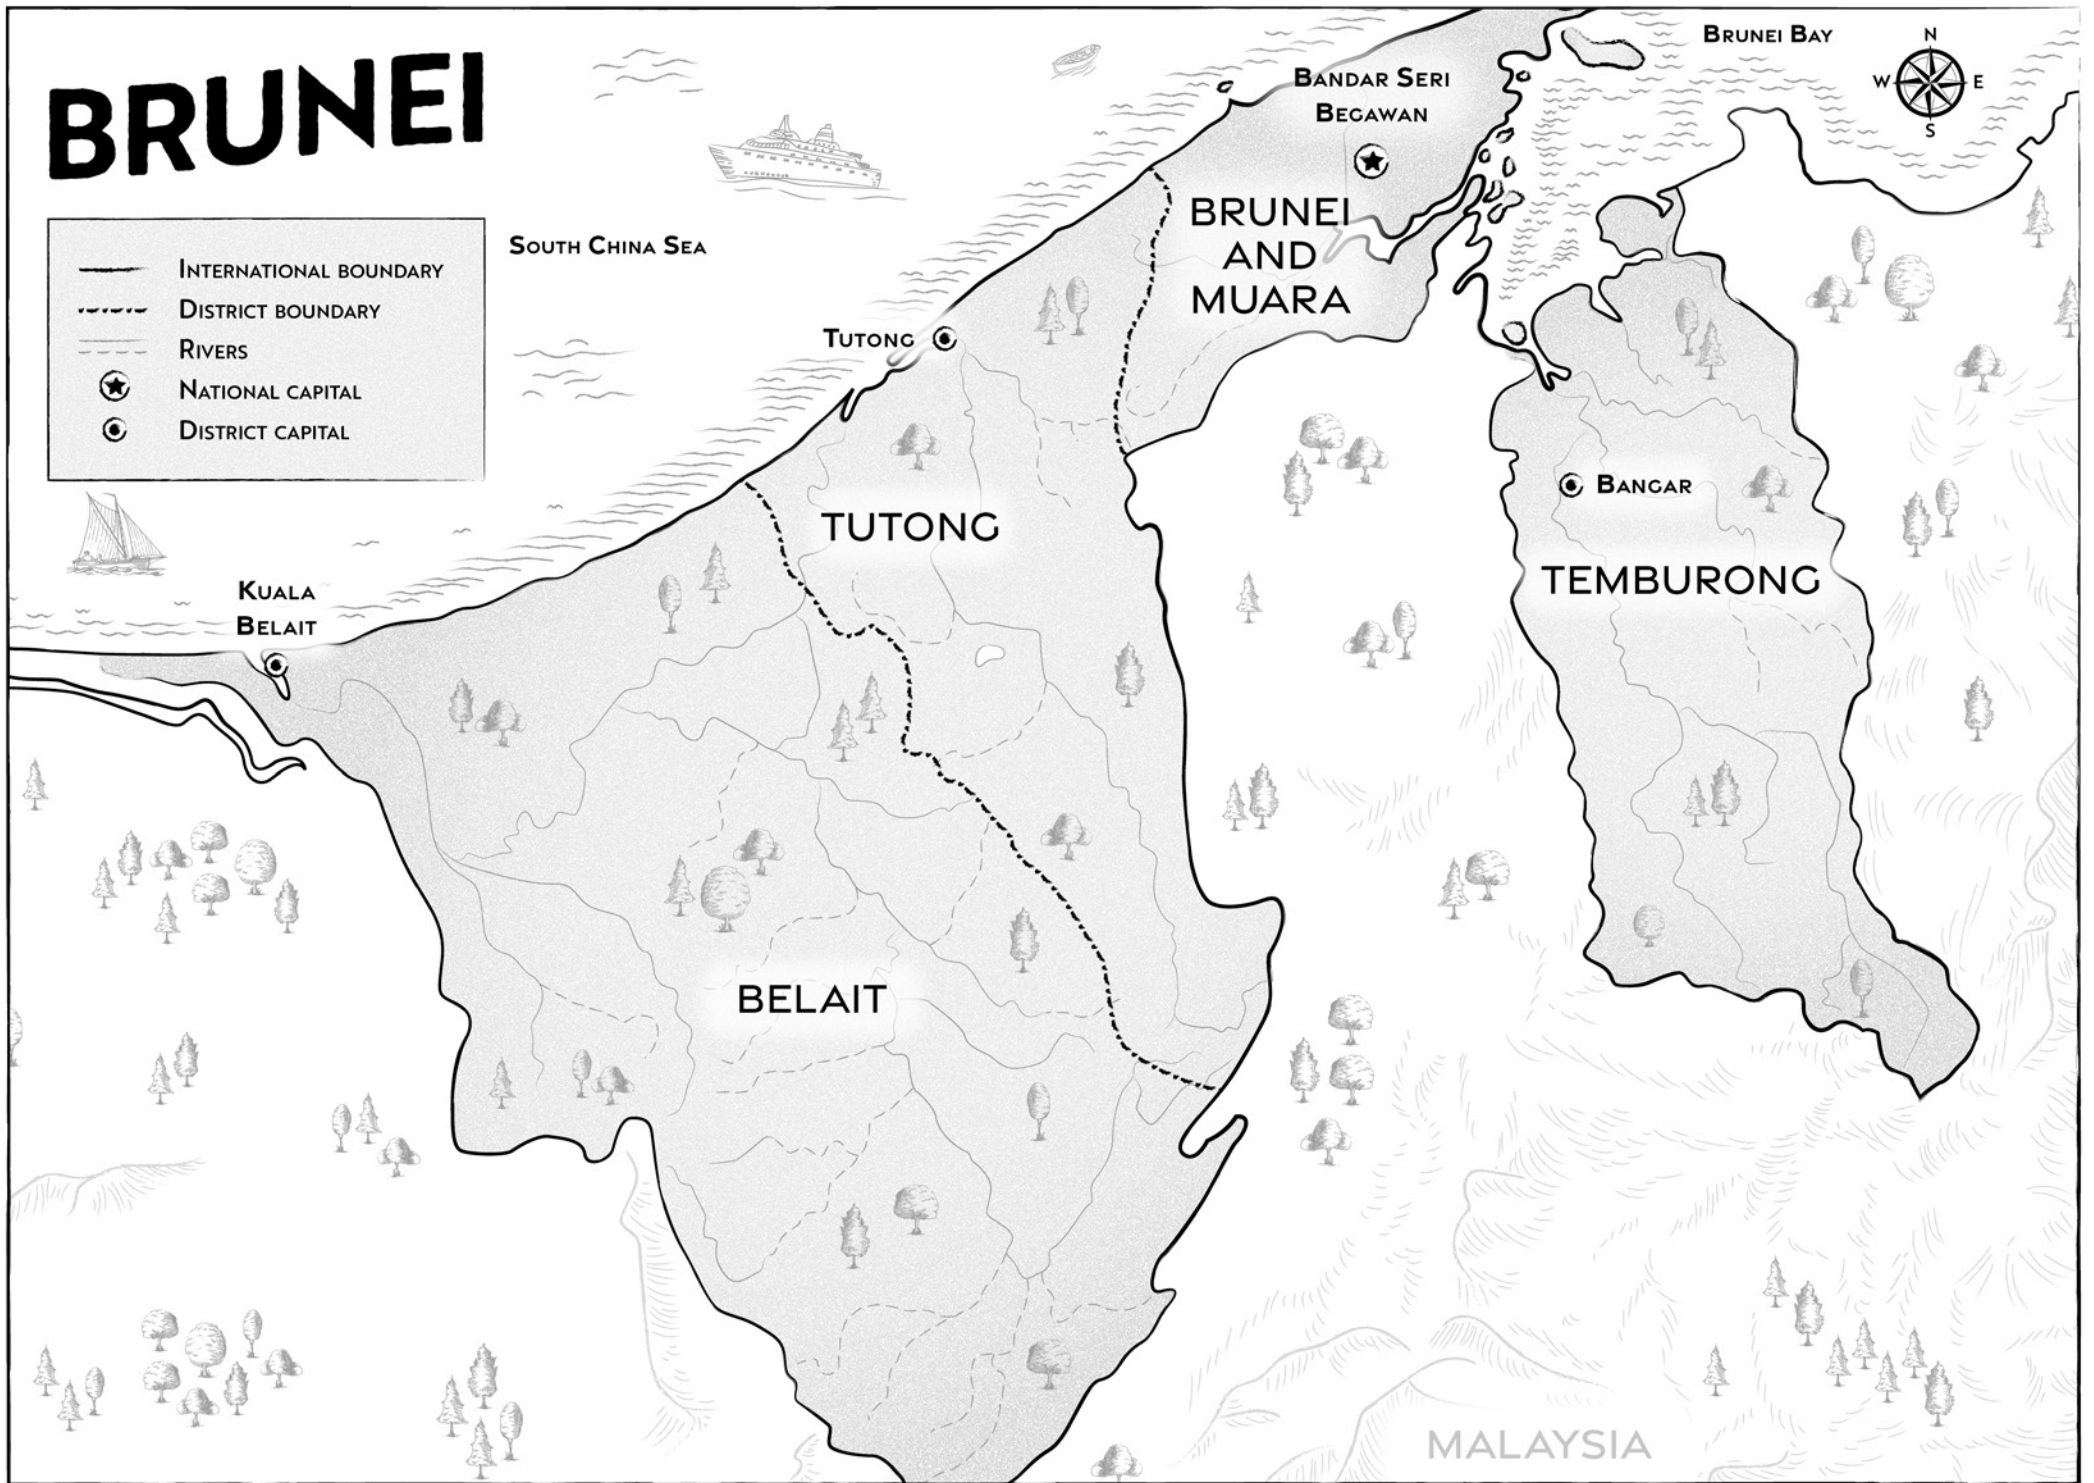 BRUNEI
INTERNATIONAL BOUNDARY
DISTRICT BOUNDARY
RIVERS
NATIONAL CAPITAL
DISTRICT CAPITAL
SOUTH CHINA SEA
BRUNEI BAY
N
W E
S
BANDAR SERI
BEGAWAN
BRUNEI
AND
MUARA
TUTONG
TUTONG
BANGAR
TEMBURONG
KUALA
BELAIT
BELAIT
MALAYSIA